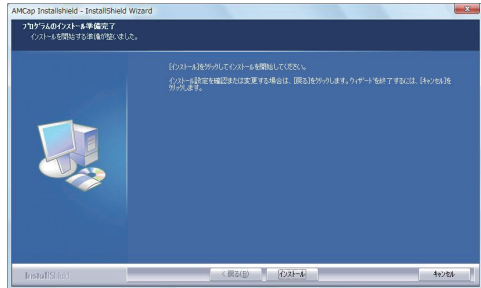 AMCap Installshield - InstallShield Wizard
プログラムのインストール準備完了
インストールを開始する準備が整いました。
[インストール]をクリックしてインストールを開始してください。
インストール設定を確認または変更する場合は、[戻る]をクリックします。ウィザードを終了するには、[キャンセル]を
クリックします。
InstallShield
< 戻る(B)
インストール
キャンセル